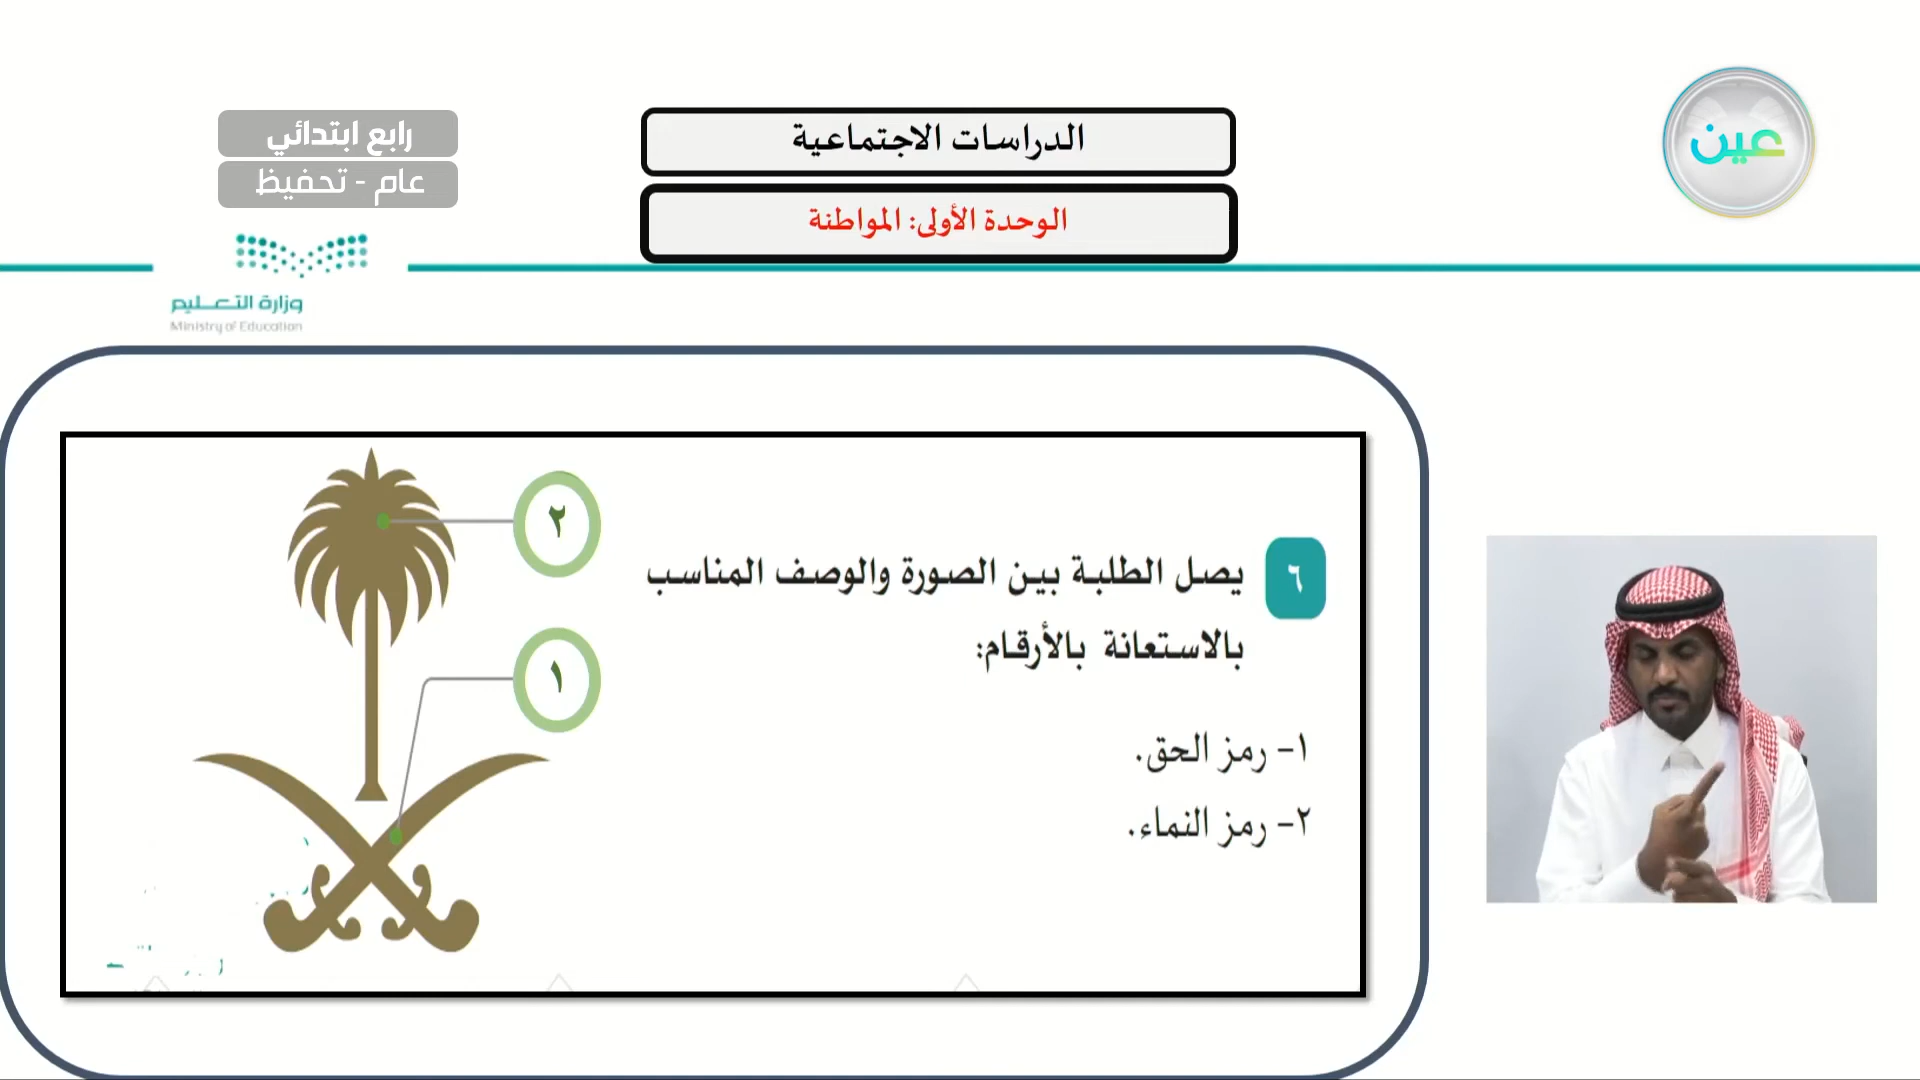 عين
الدراسات الاجتماعية
الوحدة الأولى: المواطنة
رابع ابتدائي
عام - تحفيظ
وزارة التعليم
Ministry of Education
٦
يصل الطلبة بين الصورة والوصف المناسب
بالاستعانة بالأرقام:
١- رمز الحق.
٢- رمز النماء.
٢
١